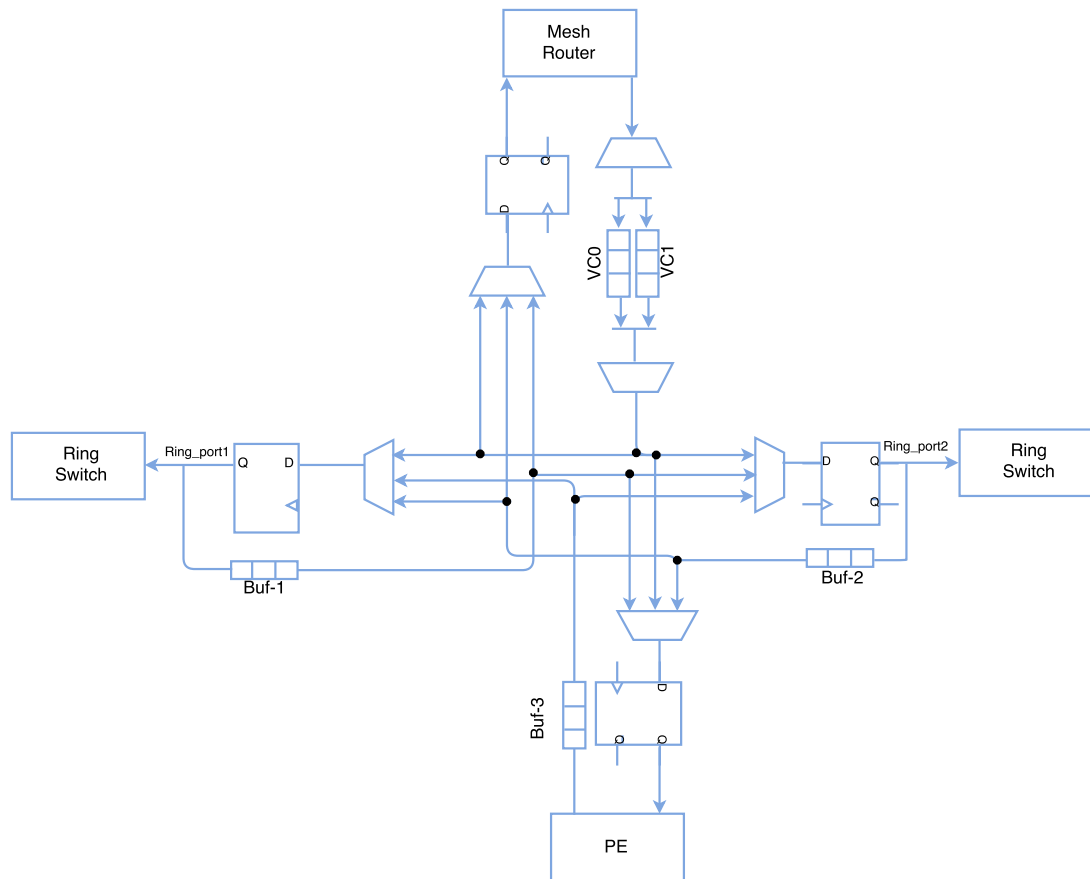 Mesh
Router
Q
Q
D
VC0
VC1
Ring
Switch
Ring_port1
Q
D
D
Q
Q
Ring_port2
Ring
Switch
Buf-1
Buf-2
Buf-3
D
Q
Q
PE